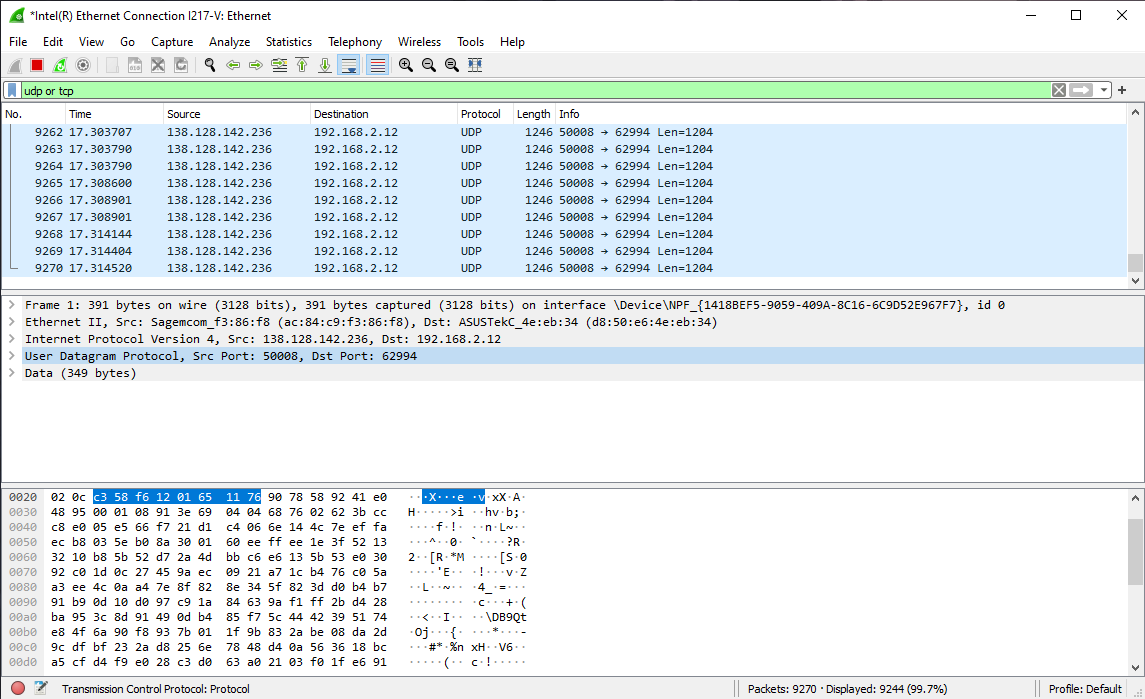 *Intel(R) Ethernet Connection I217-V: Ethernet
File Edit View Go Capture Analyze Statistics Telephony Wireless Tools Help
udp or tcp
No. Time Source Destination Protocol Length Info
9262 17.303707 138.128.142.236 192.168.2.12 UDP 1246 50008 → 62994 Len=1204
9263 17.303790 138.128.142.236 192.168.2.12 UDP 1246 50008 → 62994 Len=1204
9264 17.303790 138.128.142.236 192.168.2.12 UDP 1246 50008 → 62994 Len=1204
9265 17.308600 138.128.142.236 192.168.2.12 UDP 1246 50008 → 62994 Len=1204
9266 17.308901 138.128.142.236 192.168.2.12 UDP 1246 50008 → 62994 Len=1204
9267 17.308901 138.128.142.236 192.168.2.12 UDP 1246 50008 → 62994 Len=1204
9268 17.314144 138.128.142.236 192.168.2.12 UDP 1246 50008 → 62994 Len=1204
9269 17.314404 138.128.142.236 192.168.2.12 UDP 1246 50008 → 62994 Len=1204
9270 17.314520 138.128.142.236 192.168.2.12 UDP 1246 50008 → 62994 Len=1204
Frame 1: 391 bytes on wire (3128 bits), 391 bytes captured (3128 bits) on interface \Device\NPF_{1418BEF5-9059-409A-8C16-6C9D52E967F7}, id 0
Ethernet II, Src: Sagemcom_f3:86:f8 (ac:84:c9:f3:86:f8), Dst: ASUSTekC_4e:eb:34 (d8:50:e6:4e:eb:34)
Internet Protocol Version 4, Src: 138.128.142.236, Dst: 192.168.2.12
User Datagram Protocol, Src Port: 50008, Dst Port: 62994
Data (349 bytes)
0020 02 0c c3 58 f6 12 01 65 11 76 90 78 58 92 41 e0 ···X···e ·v·xX·A·
0030 48 95 00 01 08 91 3e 69 04 04 68 76 02 62 3b cc H·····>i ··hv·b;·
0040 c8 e0 05 e5 66 f7 21 d1 c4 06 6e 14 4c 7e ef fa ····f·!· ··n·L~··
0050 ec b8 03 5e b0 8a 30 01 60 ee ff ee 1e 3f 52 13 ···^··0· `····?R·
0060 32 10 b8 5b 52 d7 2a 4d bb c6 e6 13 5b 53 e0 30 2··[R·*M ····[S·0
0070 92 c0 1d 0c 27 45 9a ec 09 21 a7 1c b4 76 c0 5a ····'E·· ·!···v·Z
0080 a3 ee 4c 0a a4 7e 8f 82 8e 34 5f 82 3d d0 b4 b7 ··L··~·· ·4_·=···
0090 91 b9 0d 10 d0 97 c9 1a 84 63 9a f1 ff 2b d4 28 ········ ·c···+·(
00a0 ba 95 3c 8d 91 49 0d b4 85 f7 5c 44 42 39 51 74 ··<··I·· ··\DB9Qt
00b0 e8 4f 6a 90 f8 93 7b 01 1f 9b 83 2a be 08 da 2d ·Oj···{· ···*···-
00c0 9c df bf 23 2a d8 25 6e 78 48 d4 0a 56 36 18 bc ···#*·%n xH··V6··
00d0 a5 cf d4 f9 e0 28 c3 d0 63 a0 21 03 f0 1f e6 91 ·····(·· c·!·····
Transmission Control Protocol: Protocol
Packets: 9270 · Displayed: 9244 (99.7%)
Profile: Default